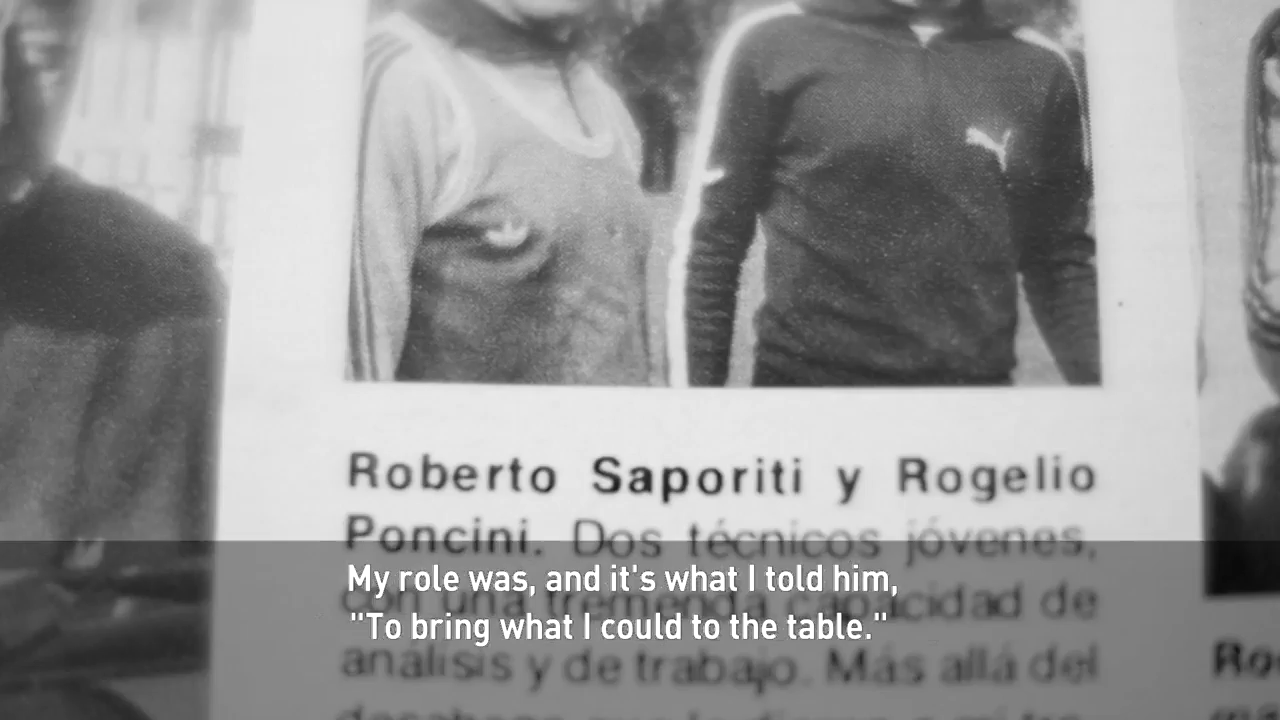 Roberto Saporiti y Rogelio
Poncini. Dos técnicos jóvenes,
con una tremenda capacidad de
análisis y de trabajo. Más allá del
My role was, and it's what I told him,
"To bring what I could to the table."
Ro